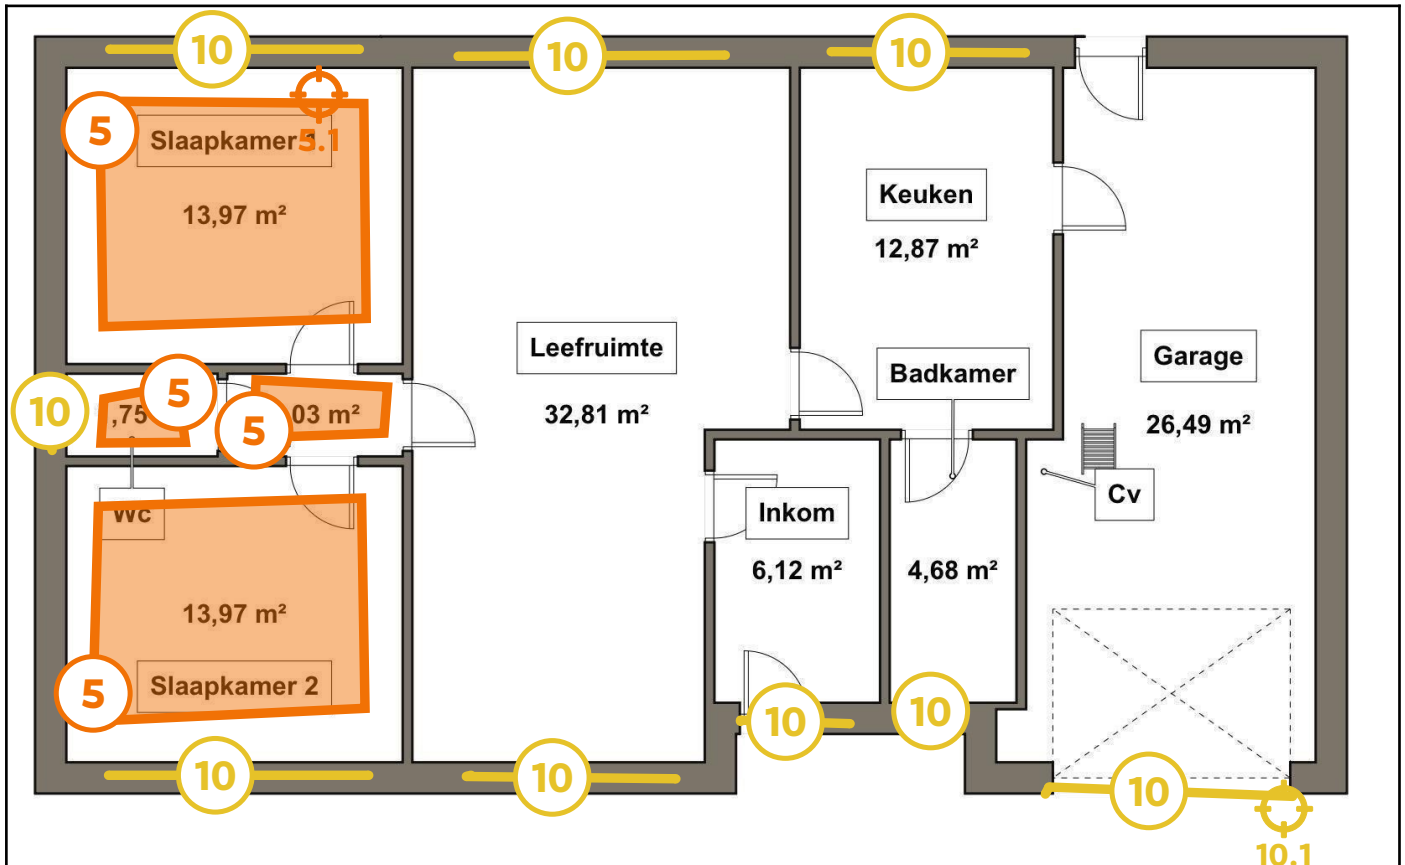 10
10
10
5
Slaapkamer
5.1
13,97 m²
Keuken
12,87 m²
Leefruimte
32,81 m²
Badkamer
Garage
26,49 m²
10
,75
5
5
03 m²
Wc
Cv
Inkom
6,12 m²
4,68 m²
13,97 m²
5
Slaapkamer 2
10
10
10
10
10
10.1